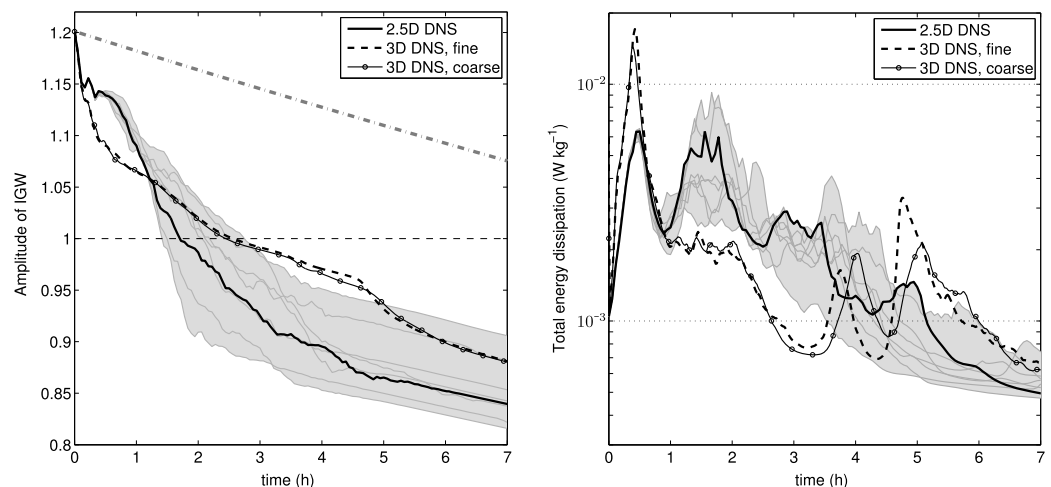 2.5D DNS
3D DNS, fine
3D DNS, coarse
1.2
1.15
1.1
1.05
1
0.95
0.9
0.85
0.8
Amplitude of IGW
0 1 2 3 4 5 6 7
time (h)
2.5D DNS
3D DNS, fine
3D DNS, coarse
10⁻²
10⁻³
Total energy dissipation (W kg⁻¹)
0 1 2 3 4 5 6 7
time (h)